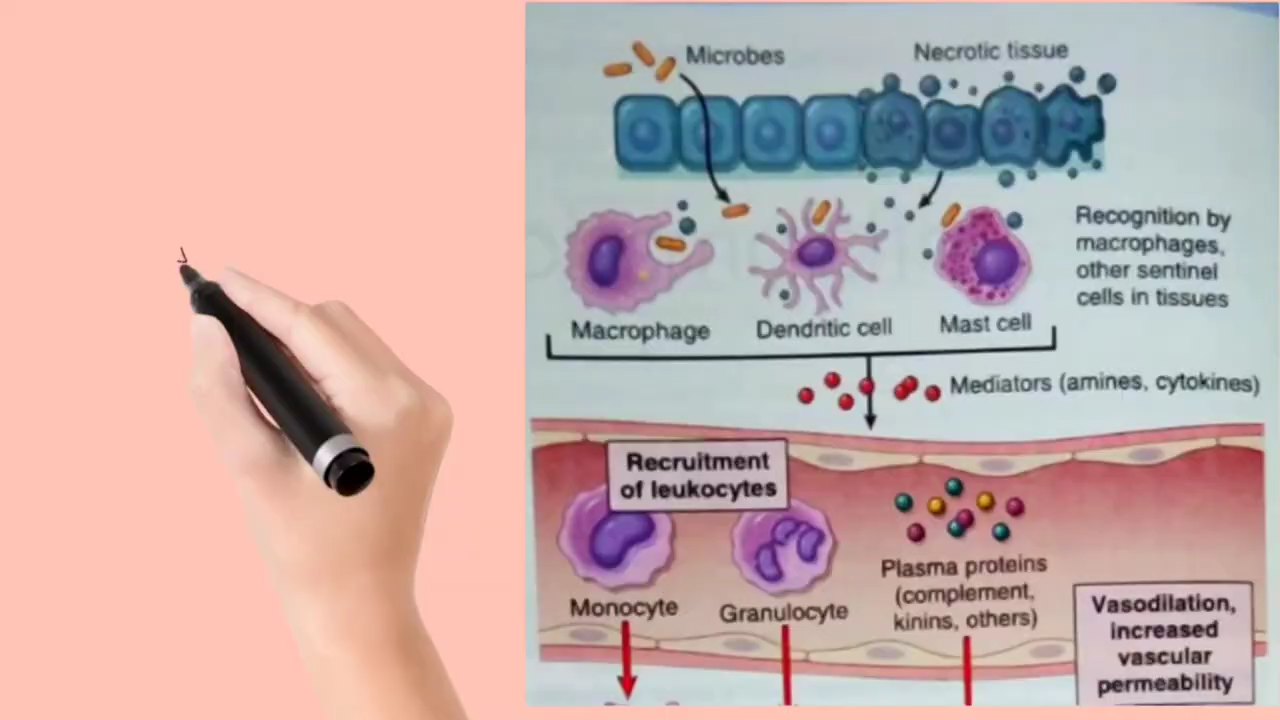 Microbes
Necrotic tissue
Recognition by
macrophages,
other sentinel
cells in tissues
Macrophage
Dendritic cell
Mast cell
Mediators (amines, cytokines)
Recruitment
of leukocytes
Monocyte
Granulocyte
Plasma proteins
(complement,
kinins, others)
Vasodilation,
increased
vascular
permeability